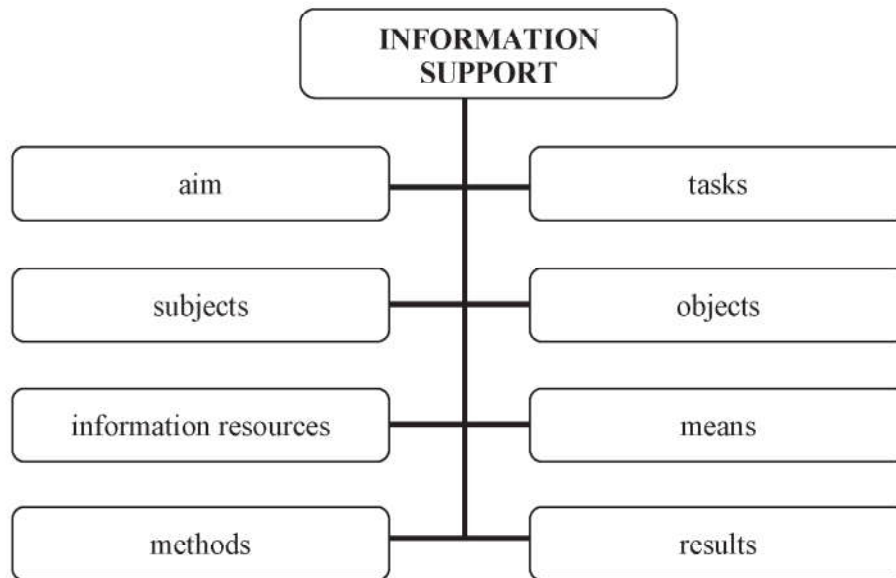 INFORMATION
SUPPORT
aim
tasks
subjects
objects
information resources
means
methods
results